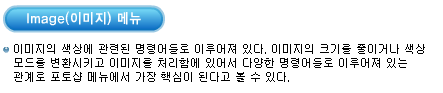 Image(이미지) 메뉴
이미지의 색상에 관련된 명령어들로 이루어져 있다. 이미지의 크기을 줄이거나 색상
모드을 변환시키고 이미지을 처리함에 있어서 다양한 명령어들로 이루어져 있는
관계로 포토샵 메뉴에서 가장 핵심이 된다고 볼 수 있다.